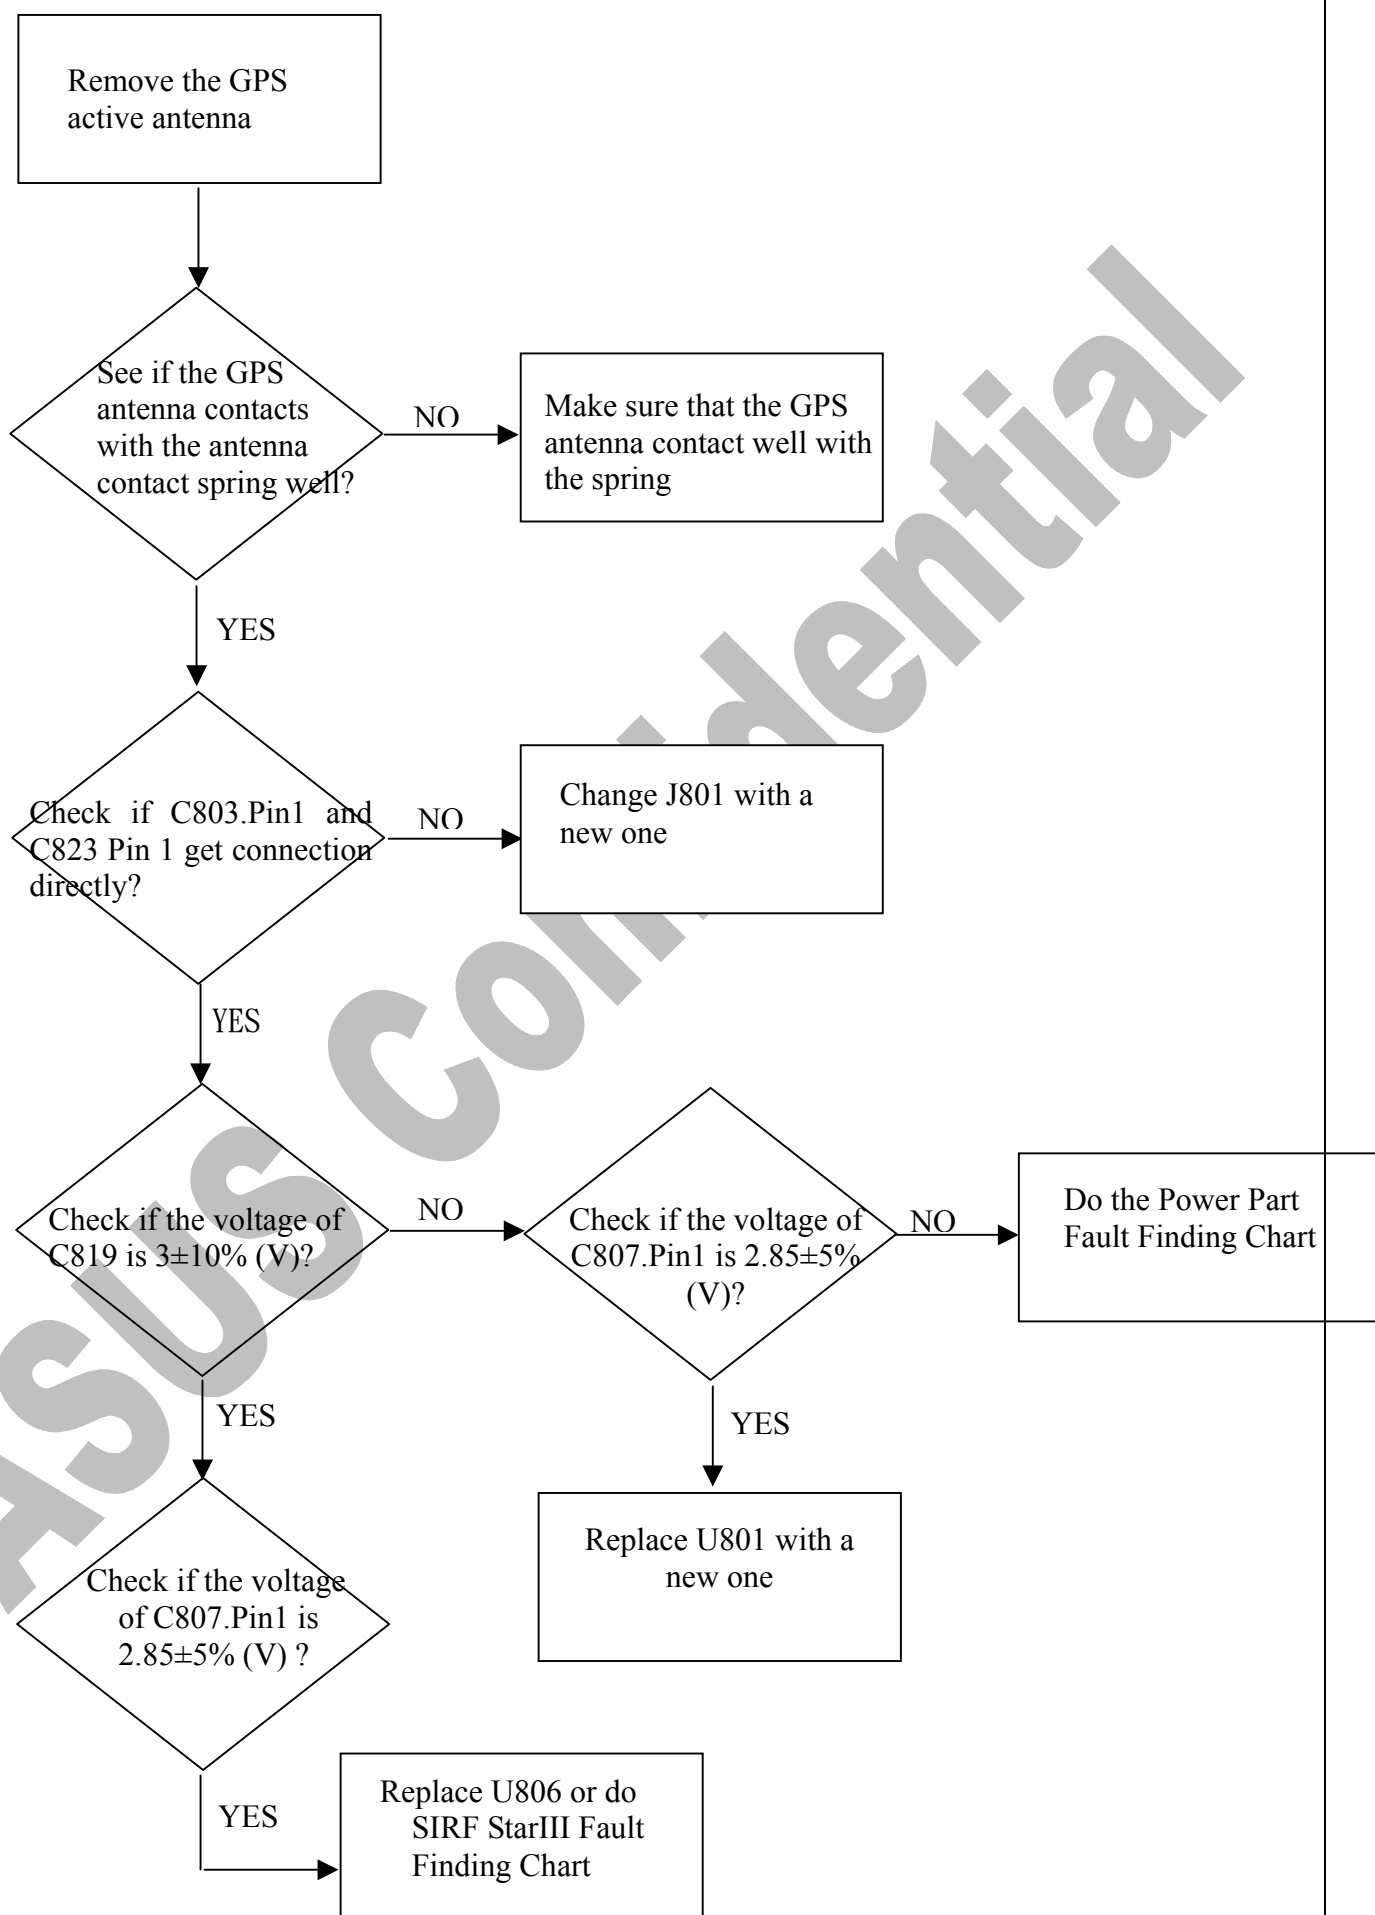 Remove the GPS
active antenna
See if the GPS
antenna contacts
with the antenna
contact spring well?
NO
Make sure that the GPS
antenna contact well with
the spring
YES
Check if C803.Pin1 and
C823 Pin 1 get connection
directly?
NO
Change J801 with a
new one
YES
Check if the voltage of
C819 is 3±10% (V)?
NO
Check if the voltage of
C807.Pin1 is 2.85±5%
(V)?
NO
Do the Power Part
Fault Finding Chart
YES
YES
Check if the voltage
of C807.Pin1 is
2.85±5% (V) ?
Replace U801 with a
new one
YES
Replace U806 or do
SIRF StarIII Fault
Finding Chart
ASUS Confidential